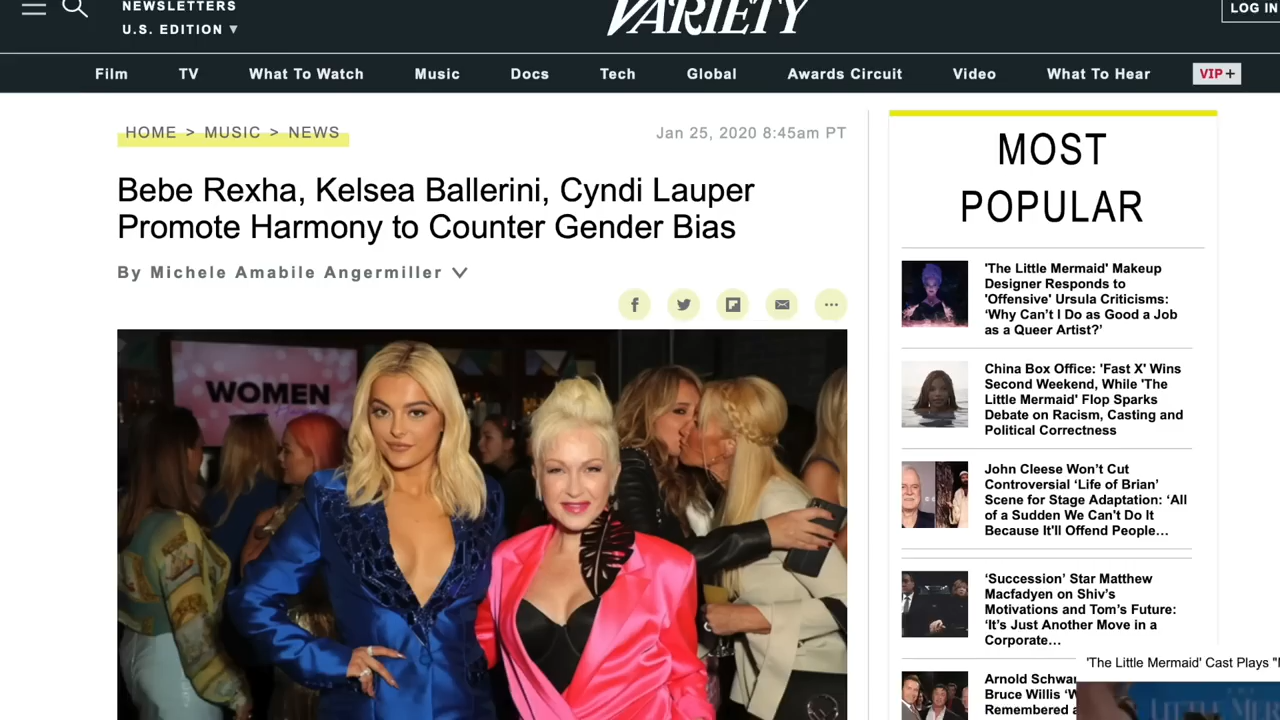 NEWSLETTERS
U.S. EDITION ▼
VARIETY
LOG IN
Film TV What To Watch Music Docs Tech Global Awards Circuit Video What To Hear VIP+
HOME > MUSIC > NEWS
Jan 25, 2020 8:45am PT
Bebe Rexha, Kelsea Ballerini, Cyndi Lauper
Promote Harmony to Counter Gender Bias
By Michele Amabile Angermiller
WOMEN
MOST
POPULAR
'The Little Mermaid' Makeup
Designer Responds to
'Offensive' Ursula Criticisms:
‘Why Can’t I Do as Good a Job
as a Queer Artist?’
China Box Office: 'Fast X' Wins
Second Weekend, While 'The
Little Mermaid' Flop Sparks
Debate on Racism, Casting and
Political Correctness
John Cleese Won’t Cut
Controversial ‘Life of Brian’
Scene for Stage Adaptation: ‘All
of a Sudden We Can't Do It
Because It'll Offend People…
‘Succession’ Star Matthew
Macfadyen on Shiv’s
Motivations and Tom’s Future:
‘It’s Just Another Move in a
Corporate…
'The Little Mermaid' Cast Plays
Arnold
Bruce Willis
Remembered